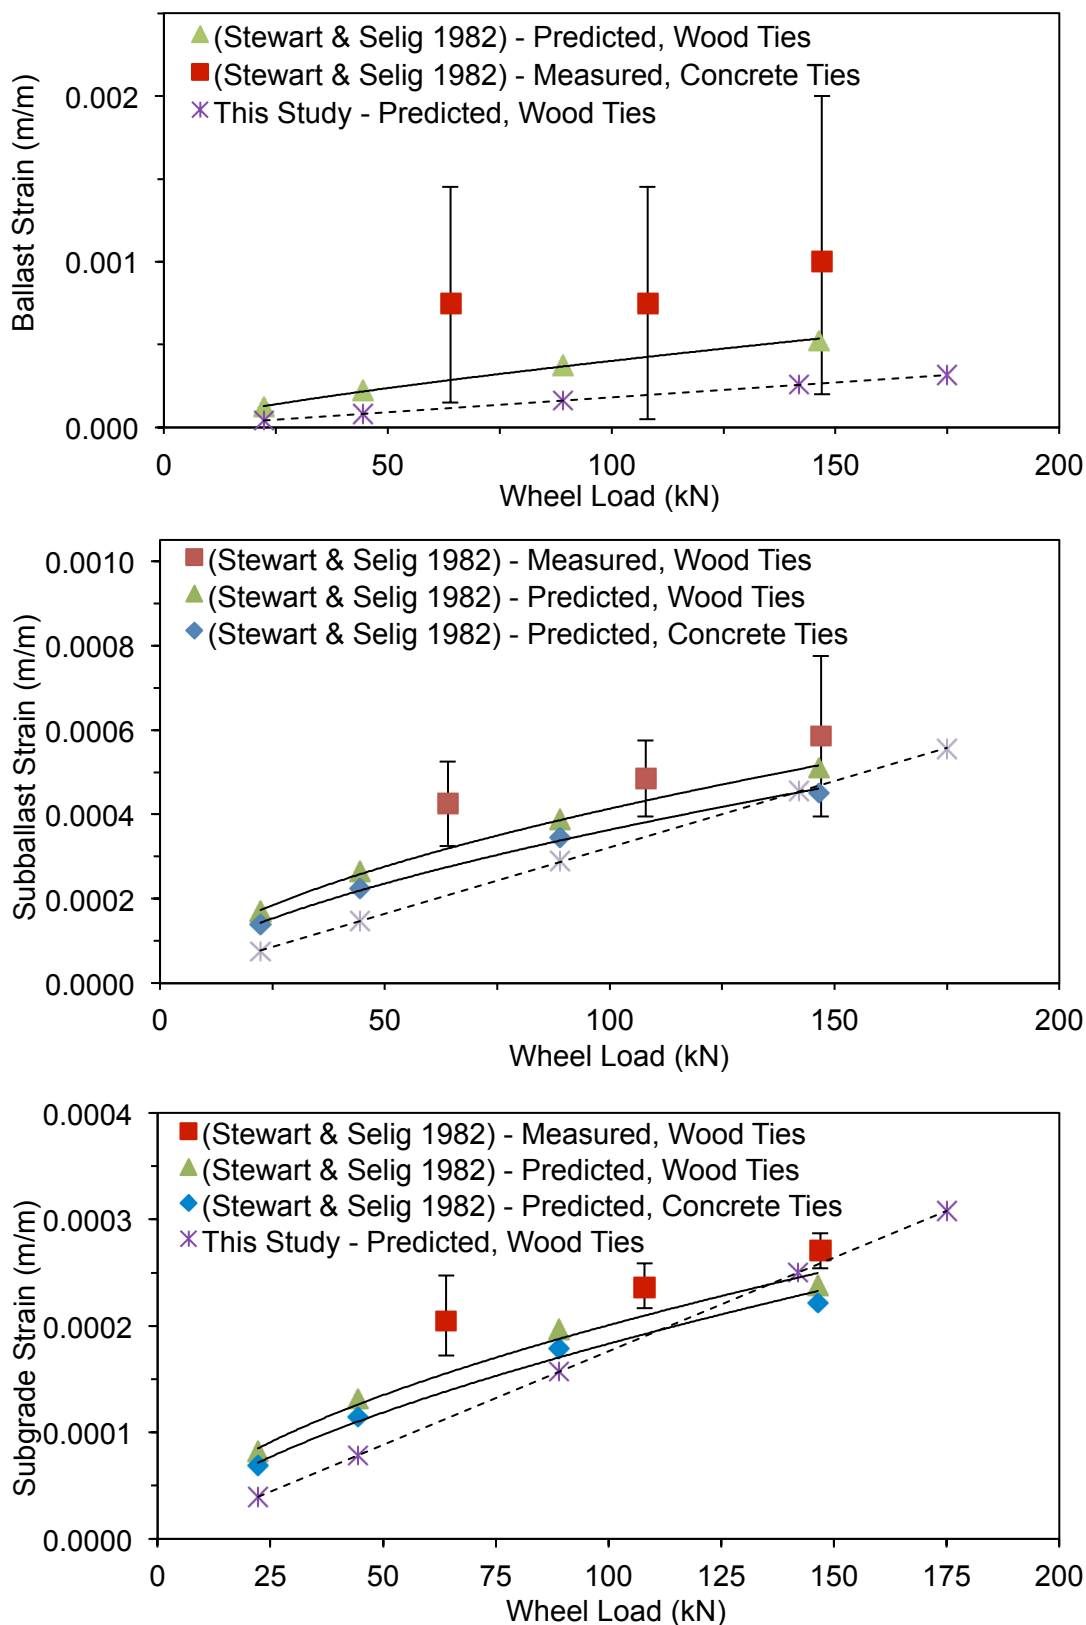 (Stewart & Selig 1982) - Predicted, Wood Ties
(Stewart & Selig 1982) - Measured, Concrete Ties
This Study - Predicted, Wood Ties
Ballast Strain (m/m)
0.002
0.001
0.000
0 50 100 150 200
Wheel Load (kN)
(Stewart & Selig 1982) - Measured, Wood Ties
(Stewart & Selig 1982) - Predicted, Wood Ties
(Stewart & Selig 1982) - Predicted, Concrete Ties
Subballast Strain (m/m)
0.0010
0.0008
0.0006
0.0004
0.0002
0.0000
0 50 100 150 200
Wheel Load (kN)
(Stewart & Selig 1982) - Measured, Wood Ties
(Stewart & Selig 1982) - Predicted, Wood Ties
(Stewart & Selig 1982) - Predicted, Concrete Ties
This Study - Predicted, Wood Ties
Subgrade Strain (m/m)
0.0004
0.0003
0.0002
0.0001
0.0000
0 25 50 75 100 125 150 175 200
Wheel Load (kN)